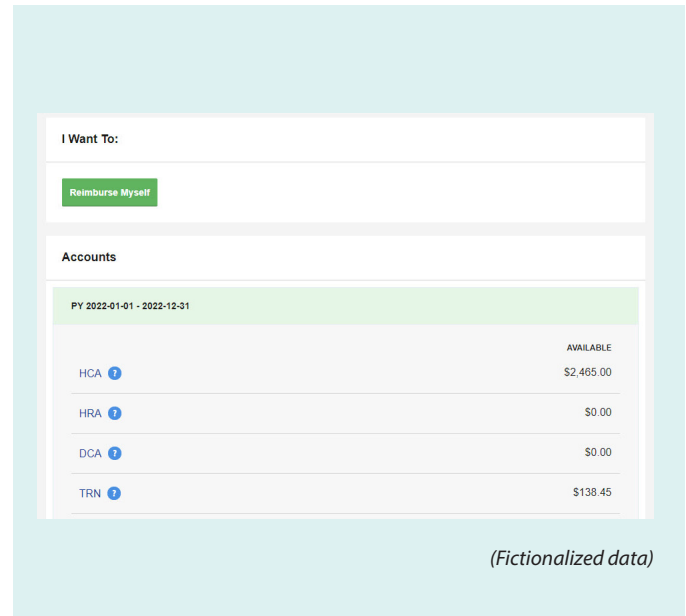 I Want To:
Reimburse Myself
Accounts
PY 2022-01-01 - 2022-12-31
AVAILABLE
HCA ? $2,465.00
HRA ? $0.00
DCA ? $0.00
TRN ? $138.45
(Fictionalized data)